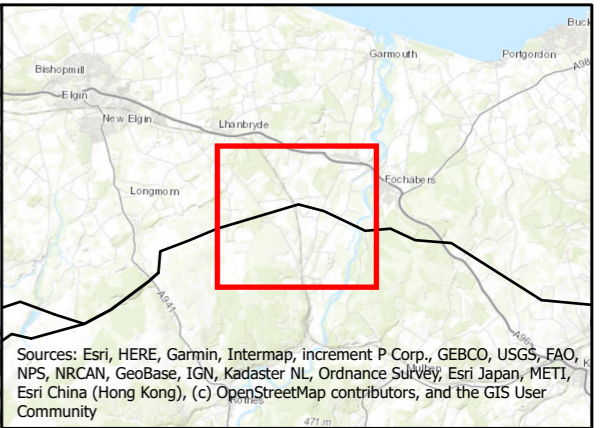 Buck
Garmouth
Portgordon
A98
Bishopmill
Elgin
New Elgin
Lhanbryde
Fochabers
Longmorn
A941
A96
Mulben
K
Sources: Esri, HERE, Garmin, Intermap, increment P Corp., GEBCO, USGS, FAO,
NPS, NRCAN, GeoBase, IGN, Kadaster NL, Ordnance Survey, Esri Japan, METI,
Esri China (Hong Kong), (c) OpenStreetMap contributors, and the GIS User
Community
Rothes
471 m